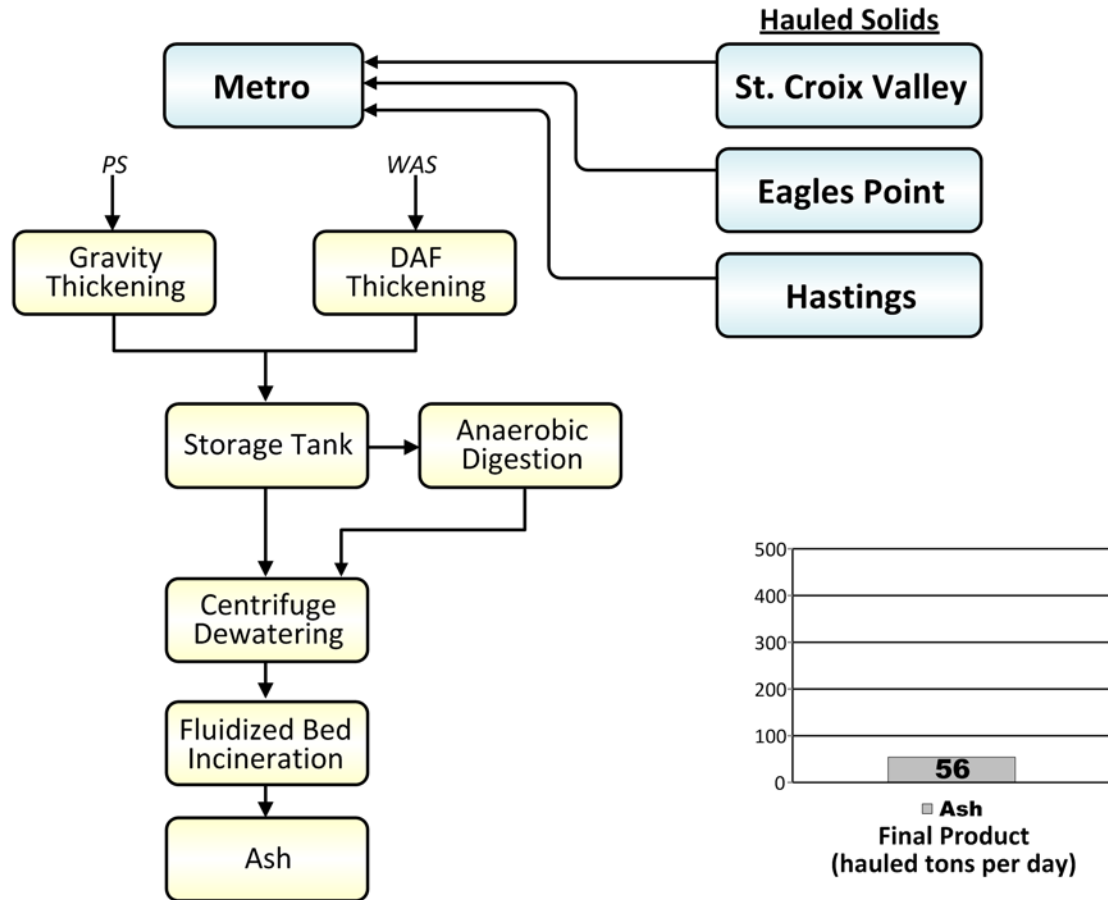 Hauled Solids
Metro
St. Croix Valley
Eagles Point
Hastings
PS
WAS
Gravity
Thickening
DAF
Thickening
Storage Tank
Anaerobic
Digestion
Centrifuge
Dewatering
Fluidized Bed
Incineration
Ash
500
400
300
200
100
0
56
Ash
Final Product
(hauled tons per day)